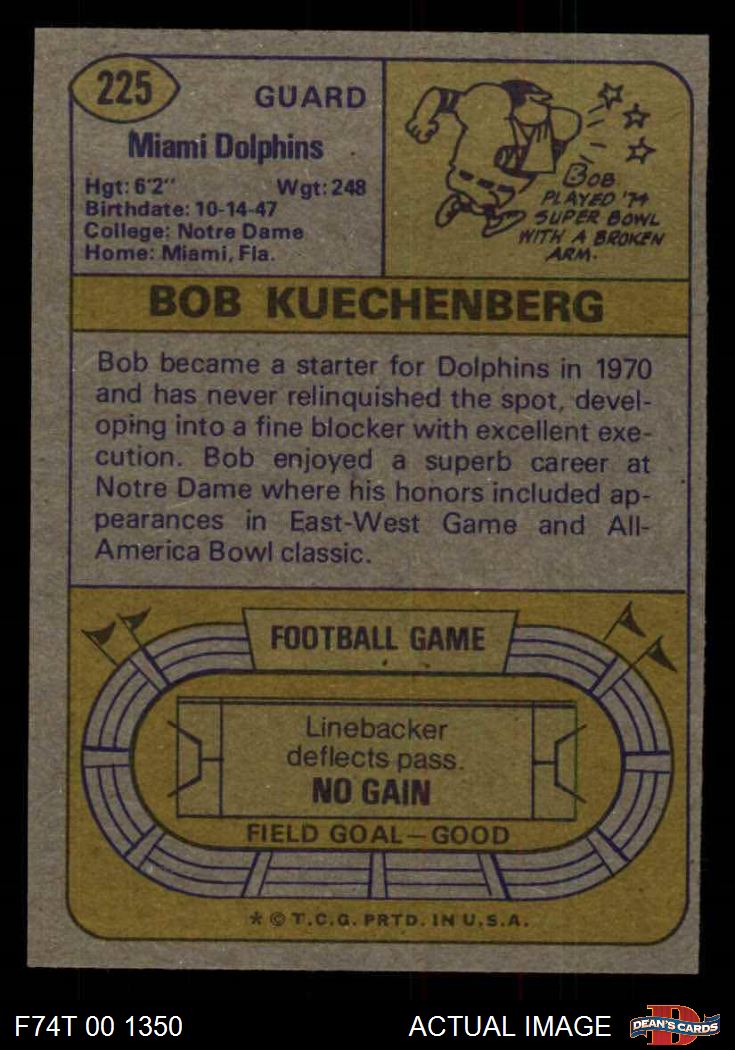 225
GUARD
Miami Dolphins
Hgt: 6'2" Wgt: 248
Birthdate: 10-14-47
College: Notre Dame
Home: Miami, Fla.
BOB
PLAYED '74
SUPER BOWL
WITH A BROKEN
ARM.
BOB KUECHENBERG
Bob became a starter for Dolphins in 1970
and has never relinquished the spot, devel-
oping into a fine blocker with excellent exe-
cution. Bob enjoyed a superb career at
Notre Dame where his honors included ap-
pearances in East-West Game and All-
America Bowl classic.
FOOTBALL GAME
Linebacker
deflects pass.
NO GAIN
FIELD GOAL—GOOD
* © T.C.G. PRTD. IN U.S.A.
F74T 00 1350 ACTUAL IMAGE
DEAN'S CARDS